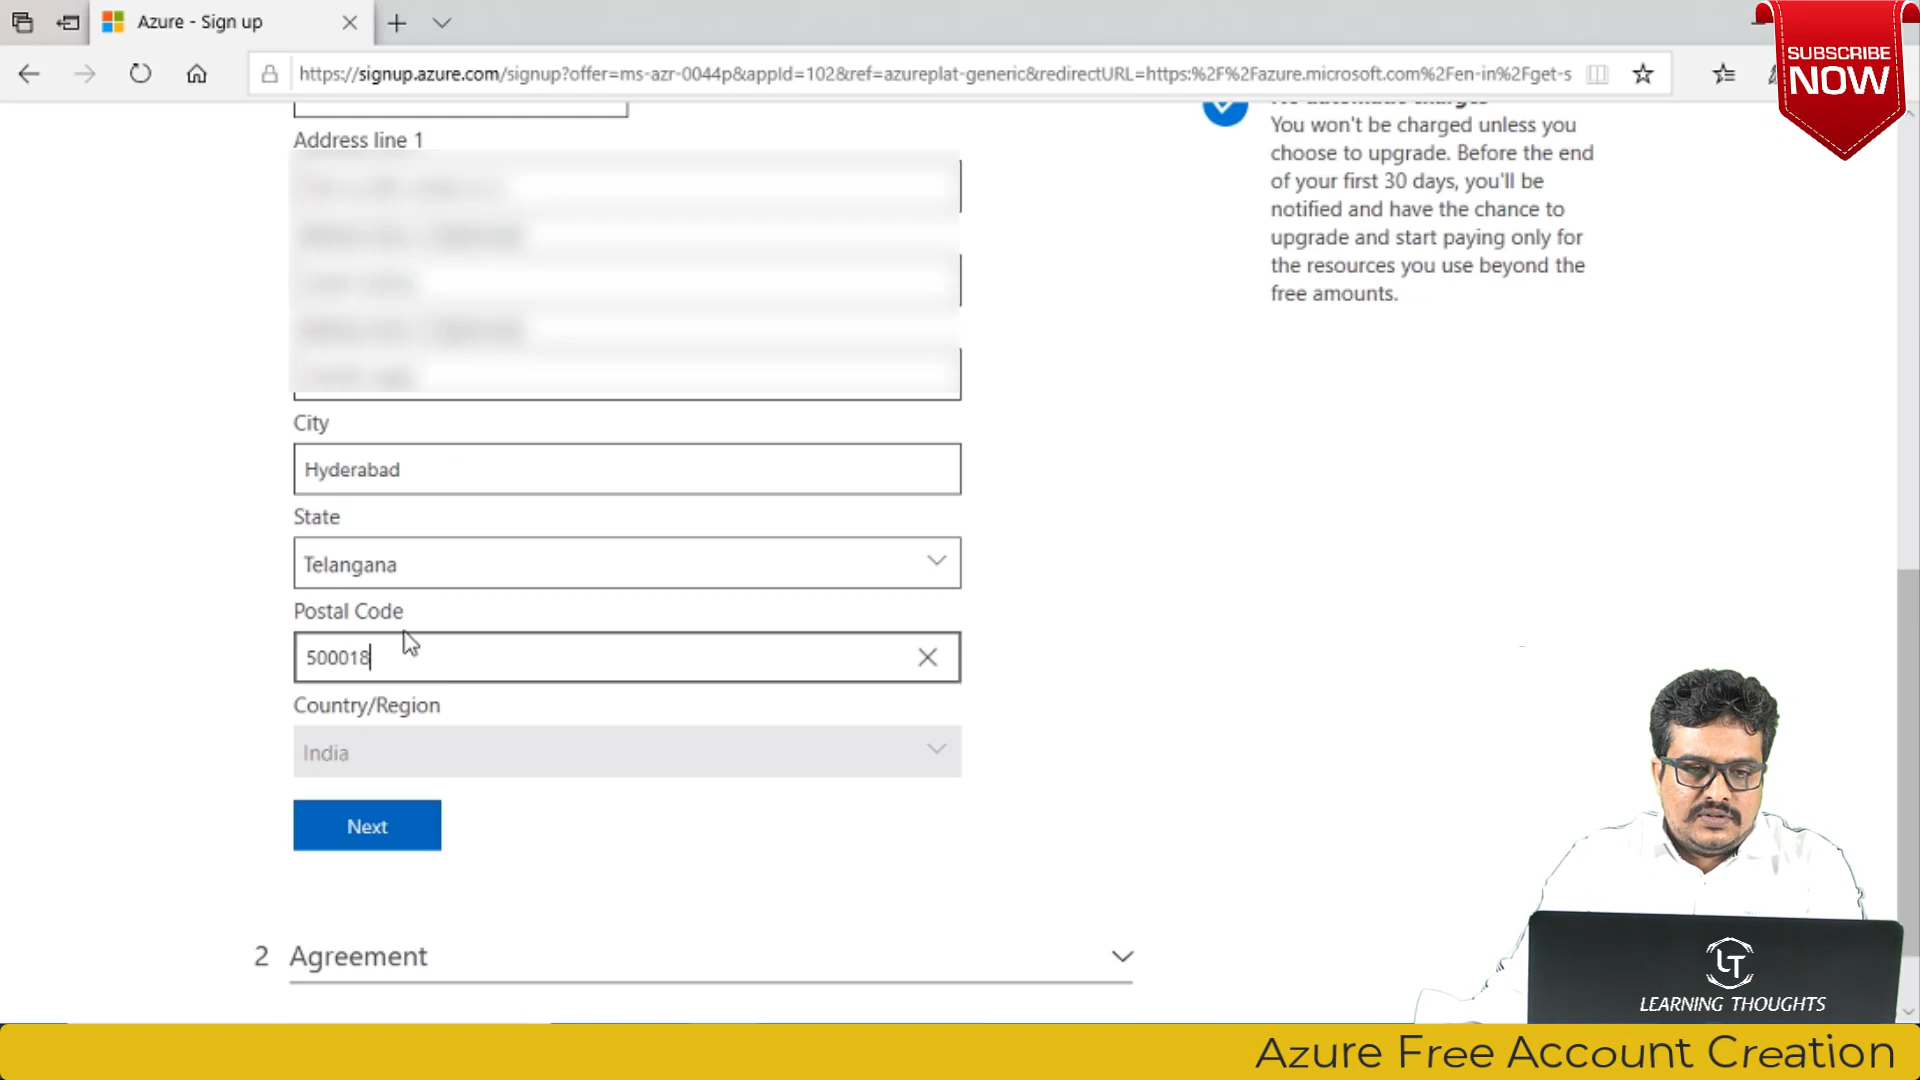 Azure - Sign up
https://signup.azure.com/signup?offer=ms-azr-0044p&appId=102&ref=azureplat-generic&redirectURL=https:%2F%2Fazure.microsoft.com%2Fen-in%2Fget-s
SUBSCRIBE
NOW
No automatic charges
You won't be charged unless you
choose to upgrade. Before the end
of your first 30 days, you'll be
notified and have the chance to
upgrade and start paying only for
the resources you use beyond the
free amounts.
Address line 1
City
Hyderabad
State
Telangana
Postal Code
500018
Country/Region
India
Next
2 Agreement
LT
LEARNING THOUGHTS
Azure Free Account Creation